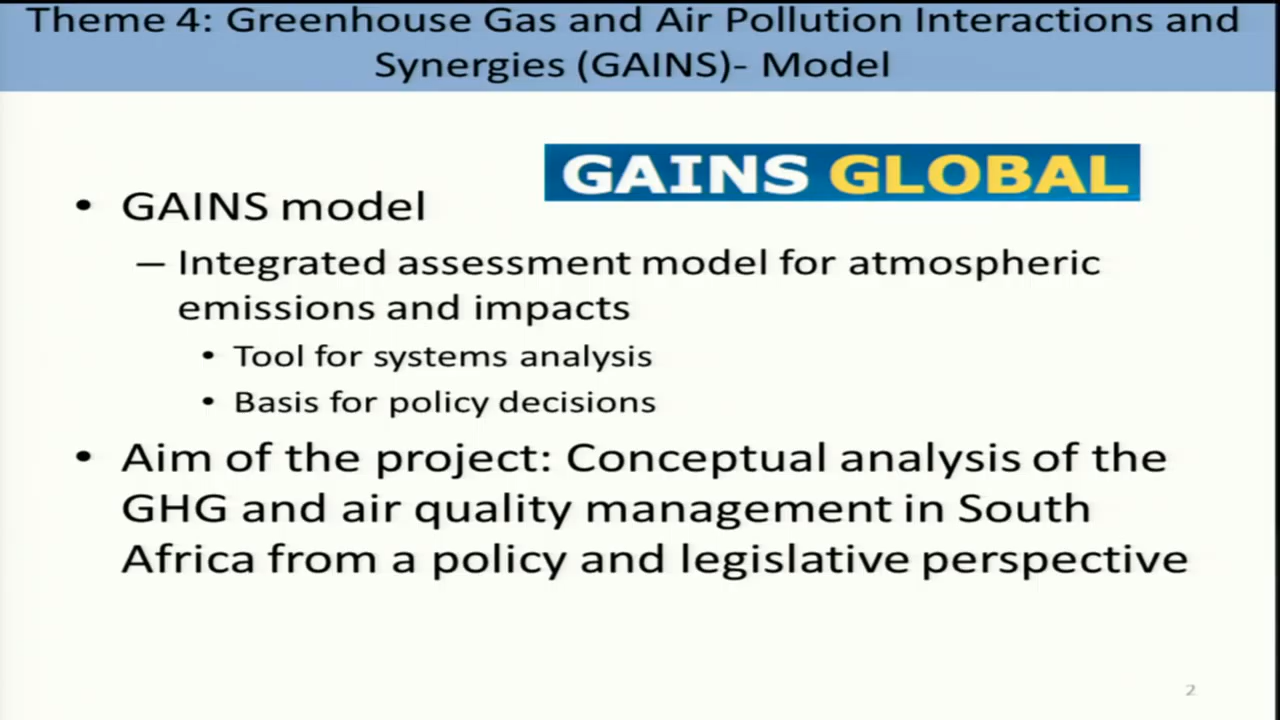 Theme 4: Greenhouse Gas and Air Pollution Interactions and
Synergies (GAINS)- Model
GAINS GLOBAL
• GAINS model
– Integrated assessment model for atmospheric
emissions and impacts
• Tool for systems analysis
• Basis for policy decisions
• Aim of the project: Conceptual analysis of the
GHG and air quality management in South
Africa from a policy and legislative perspective
2